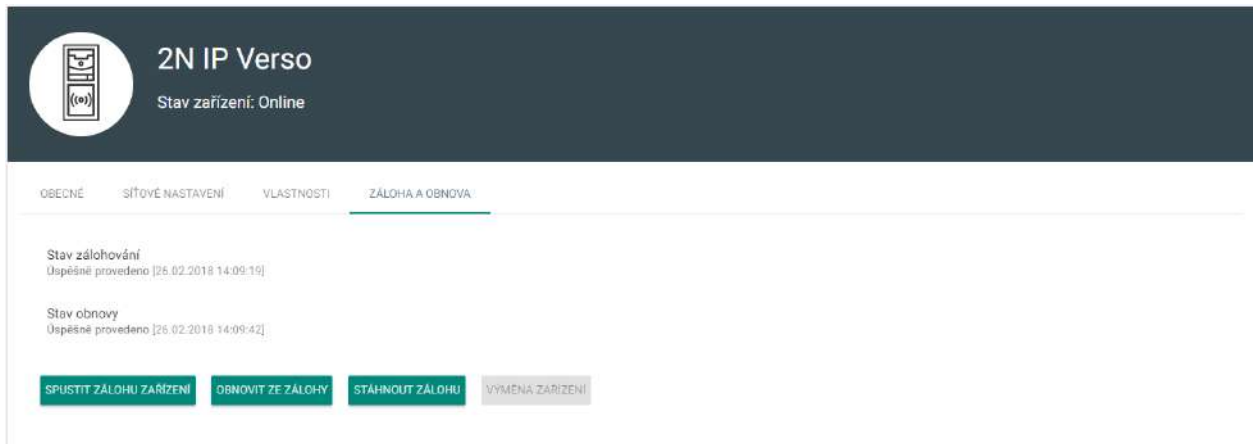 2N IP Verso
Stav zařízení: Online
OBECNÉ SÍŤOVÉ NASTAVENÍ VLASTNOSTI ZÁLOHA A OBNOVA
Stav zálohování
Úspěšně provedeno [26.02.2018 14:09:19]
Stav obnovy
Úspěšně provedeno [26.02.2018 14:09:42]
SPUSTIT ZÁLOHU ZAŘÍZENÍ OBNOVIT ZE ZÁLOHY STÁHNOUT ZÁLOHU VÝMĚNA ZAŘÍZENÍ